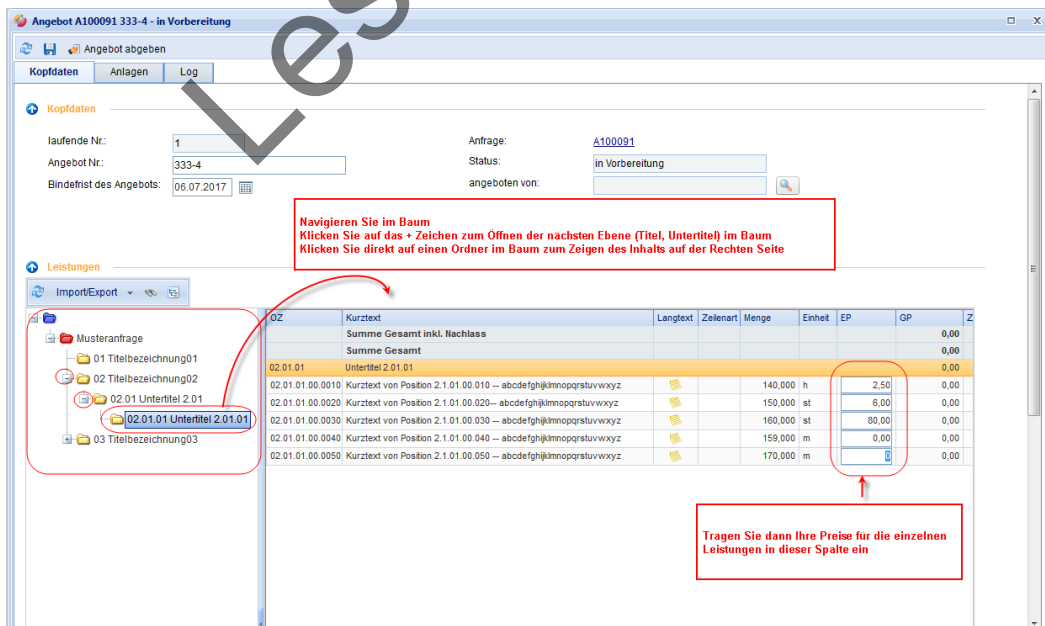 Angebot A100091 333-4 - in Vorbereitung
Angebot abgeben
Kopfdaten Anlagen Log
Kopfdaten
laufende Nr.: 1 Anfrage: A100091
Angebot Nr.: 333-4 Status: in Vorbereitung
Bindefrist des Angebots: 06.07.2017 angeboten von:
Navigieren Sie im Baum
Klicken Sie auf das + Zeichen zum Öffnen der nächsten Ebene (Titel, Untertitel) im Baum
Klicken Sie direkt auf einen Ordner im Baum zum Zeigen des Inhalts auf der Rechten Seite
Leistungen
Import/Export
Musteranfrage
01 Titelbezeichnung01
02 Titelbezeichnung02
02.01 Untertitel 2.01
02.01.01 Untertitel 2.01.01
03 Titelbezeichnung03
OZ Kurztext Langtext Zeilenart Menge Einheit EP GP Z
Summe Gesamt inkl. Nachlass 0,00
Summe Gesamt 0,00
02.01.01 Untertitel 2.01.01 0,00
02.01.01.00.0010 Kurztext von Position 2.1.01.00.010 -- abcdefghijklmnopqrstuvwxyz 140,000 h 2,50 0,00
02.01.01.00.0020 Kurztext von Position 2.1.01.00.020-- abcdefghijklmnopqrstuvwxyz 150,000 st 6,00 0,00
02.01.01.00.0030 Kurztext von Position 2.1.01.00.030 -- abcdefghijklmnopqrstuvwxyz 160,000 st 80,00 0,00
02.01.01.00.0040 Kurztext von Position 2.1.01.00.040 -- abcdefghijklmnopqrstuvwxyz 159,000 m 0,00 0,00
02.01.01.00.0050 Kurztext von Position 2.1.01.00.050 -- abcdefghijklmnopqrstuvwxyz 170,000 m 0 0,00
Tragen Sie dann Ihre Preise für die einzelnen
Leistungen in dieser Spalte ein
Les